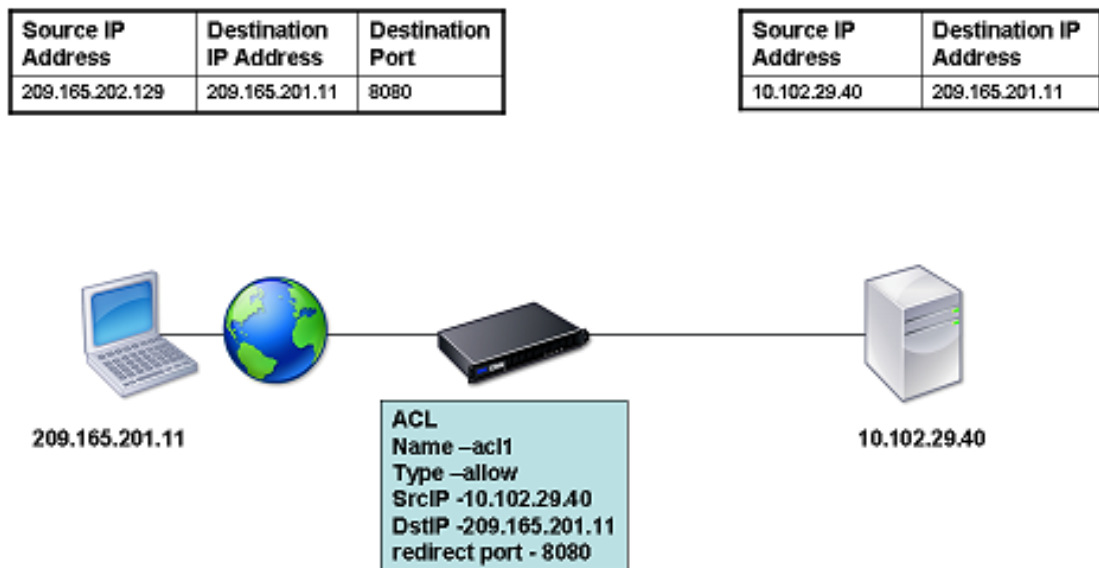 Source IP Address
Destination IP Address
Destination Port
209.165.202.129
209.165.201.11
8080
Source IP Address
Destination IP Address
10.102.29.40
209.165.201.11
209.165.201.11
ACL
Name –acl1
Type –allow
SrcIP -10.102.29.40
DstIP -209.165.201.11
redirect port - 8080
10.102.29.40